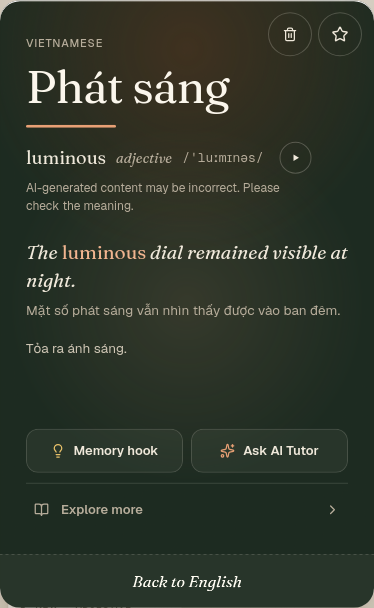 VIETNAMESE
Phát sáng
luminous adjective /ˈluːmɪnəs/
AI-generated content may be incorrect. Please
check the meaning.
The luminous dial remained visible at
night.
Mặt số phát sáng vẫn nhìn thấy được vào ban đêm.
Tỏa ra ánh sáng.
Memory hook
Ask AI Tutor
Explore more
Back to English